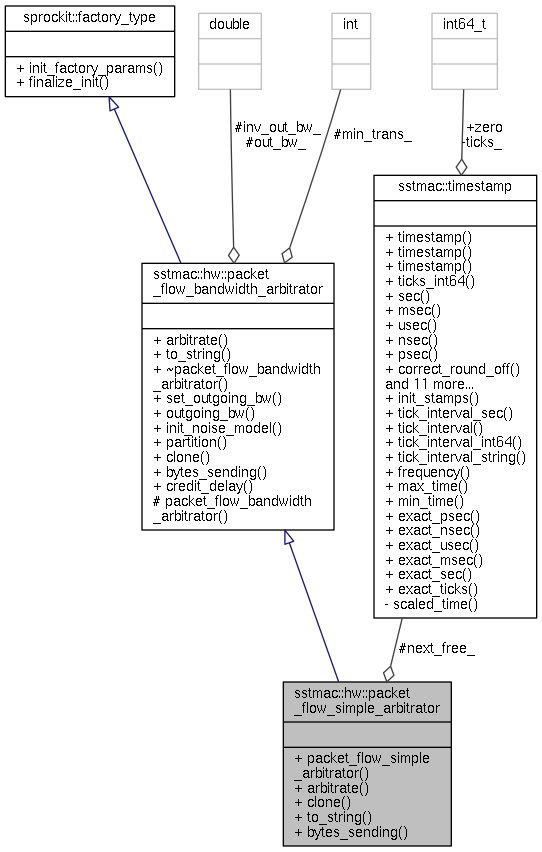 sprockit::factory_type
+ init_factory_params()
+ finalize_init()
double
int
int64_t
#inv_out_bw_
#out_bw_
#min_trans_
+zero
-ticks_
sstmac::timestamp
+ timestamp()
+ timestamp()
+ timestamp()
+ ticks_int64()
+ sec()
+ msec()
+ usec()
+ nsec()
+ psec()
+ correct_round_off()
and 11 more...
+ init_stamps()
+ tick_interval_sec()
+ tick_interval()
+ tick_interval_int64()
+ tick_interval_string()
+ frequency()
+ max_time()
+ min_time()
+ exact_psec()
+ exact_nsec()
+ exact_usec()
+ exact_msec()
+ exact_sec()
+ exact_ticks()
- scaled_time()
sstmac::hw::packet
_flow_bandwidth_arbitrator
+ arbitrate()
+ to_string()
+ ~packet_flow_bandwidth
_arbitrator()
+ set_outgoing_bw()
+ outgoing_bw()
+ init_noise_model()
+ partition()
+ clone()
+ bytes_sending()
+ credit_delay()
# packet_flow_bandwidth
_arbitrator()
#next_free_
sstmac::hw::packet
_flow_simple_arbitrator
+ packet_flow_simple
_arbitrator()
+ arbitrate()
+ clone()
+ to_string()
+ bytes_sending()